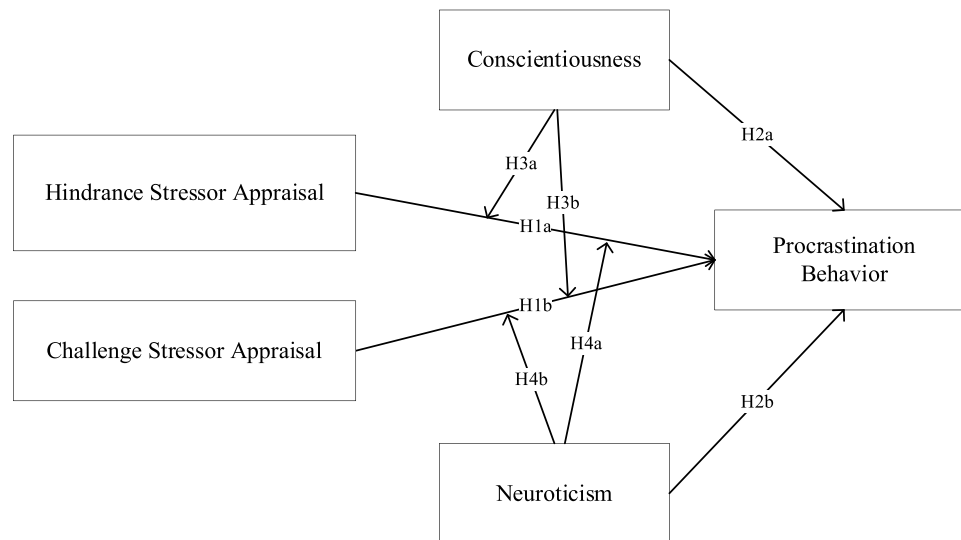 Conscientiousness
H2a
Hindrance Stressor Appraisal
H3a
H3b
H1a
Procrastination
Behavior
H1b
Challenge Stressor Appraisal
H4a
H4b
H2b
Neuroticism